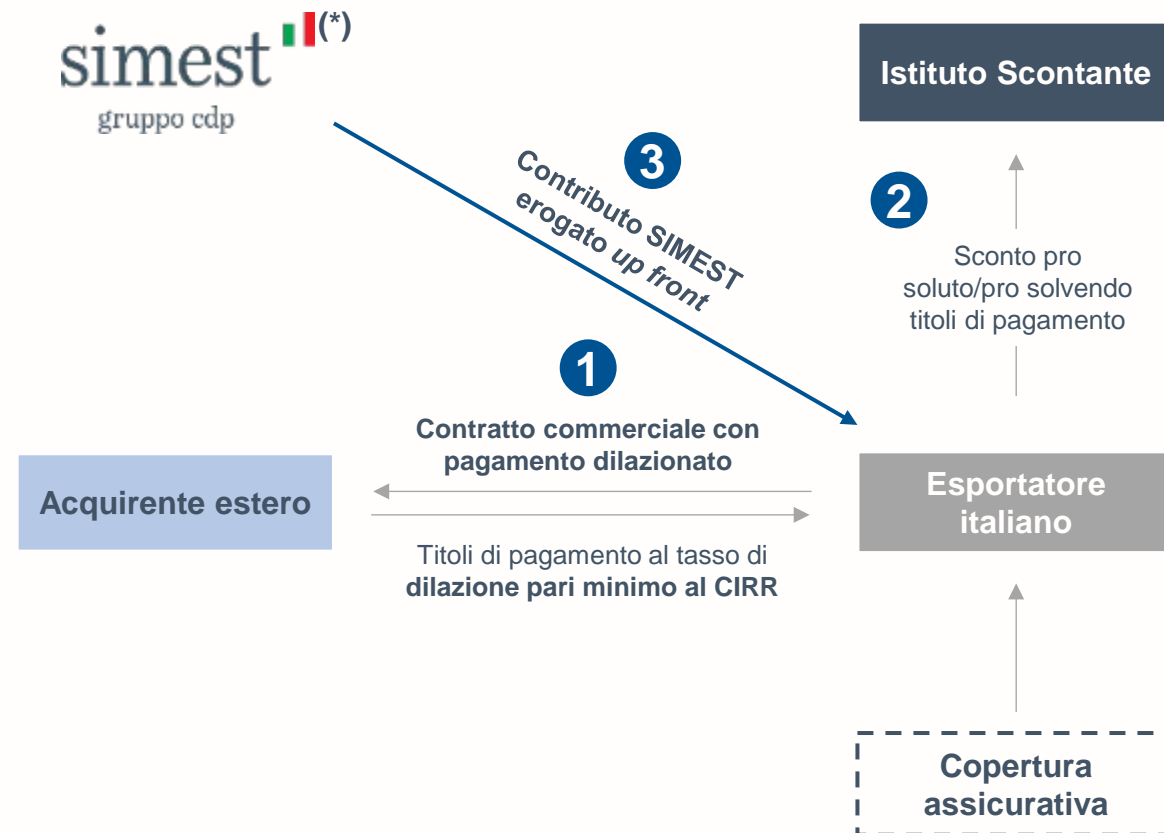 simest (*)
gruppo cdp
Istituto Scontante
3
Contributo SIMEST
erogato up front
2
Sconto pro
soluto/pro solvendo
titoli di pagamento
1
Contratto commerciale con
pagamento dilazionato
Acquirente estero
Esportatore
italiano
Titoli di pagamento al tasso di
dilazione pari minimo al CIRR
Copertura
assicurativa